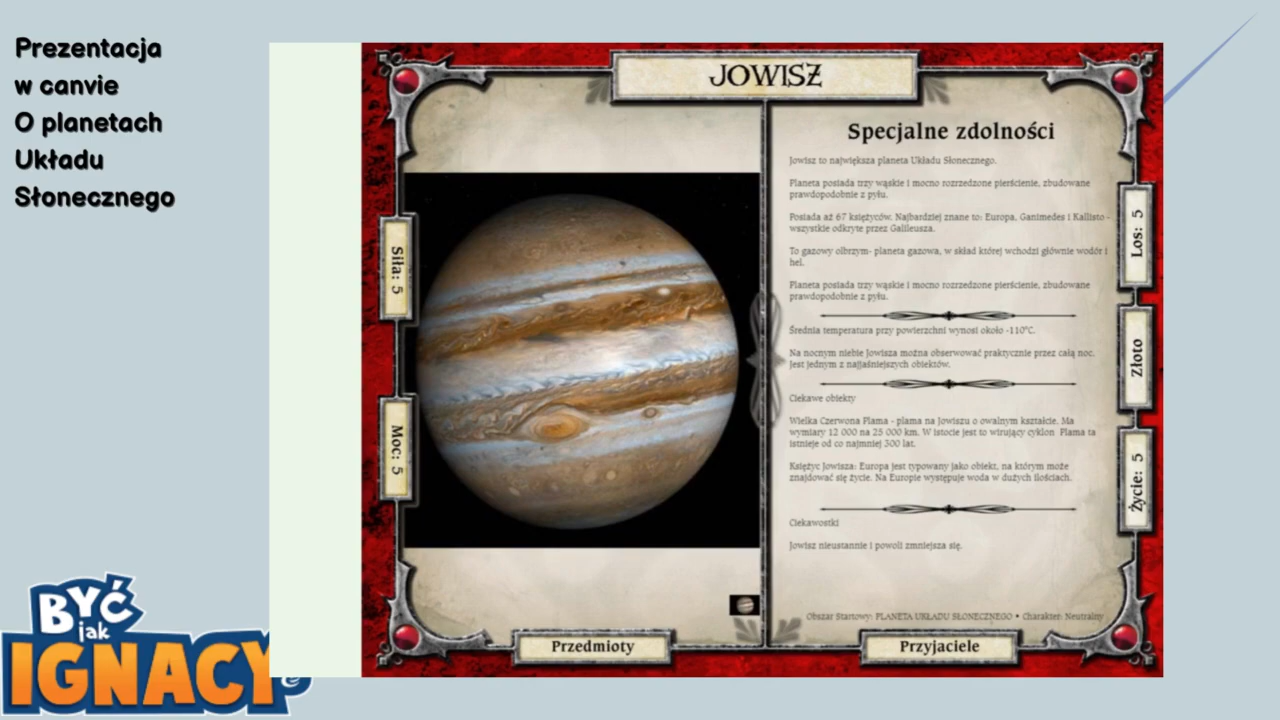 Prezentacja
w canvie
O planetach
Układu
Słonecznego
BYĆ
jak
IGNACY
JOWISZ
Siła: 5
Moc: 5
Specjalne zdolności
Jowisz to największa planeta Układu Słonecznego.
Planeta posiada trzy wąskie i mocno rozrzedzone pierścienie, zbudowane
prawdopodobnie z pyłu.
Posiada aż 67 księżyców. Najbardziej znane to: Europa, Ganimedes i Kallisto -
wszystkie odkryte przez Galileusza.
To gazowy olbrzym- planeta gazowa, w skład której wchodzi głównie wodór i
hel.
Planeta posiada trzy wąskie i mocno rozrzedzone pierścienie, zbudowane
prawdopodobnie z pyłu.
Średnia temperatura przy powierzchni wynosi około -110°C.
Na nocnym niebie Jowisza można obserwować praktycznie przez całą noc.
Jest jednym z najjaśniejszych obiektów.
Ciekawe obiekty
Wielka Czerwona Plama - plama na Jowiszu o owalnym kształcie. Ma
wymiary 12 000 na 25 000 km. W istocie jest to wirujący cyklon Plama ta
istnieje od co najmniej 300 lat.
Księżyc Jowisza: Europa jest typowany jako obiekt, na którym może
znajdować się życie. Na Europie występuje woda w dużych ilościach.
Ciekawostki
Jowisz nieustannie i powoli zmniejsza się.
Obszar Startowy: PLANETA UKŁADU SŁONECZNEGO • Charakter: Neutralny
Los: 5
Złoto
Życie: 5
Przedmioty
Przyjaciele